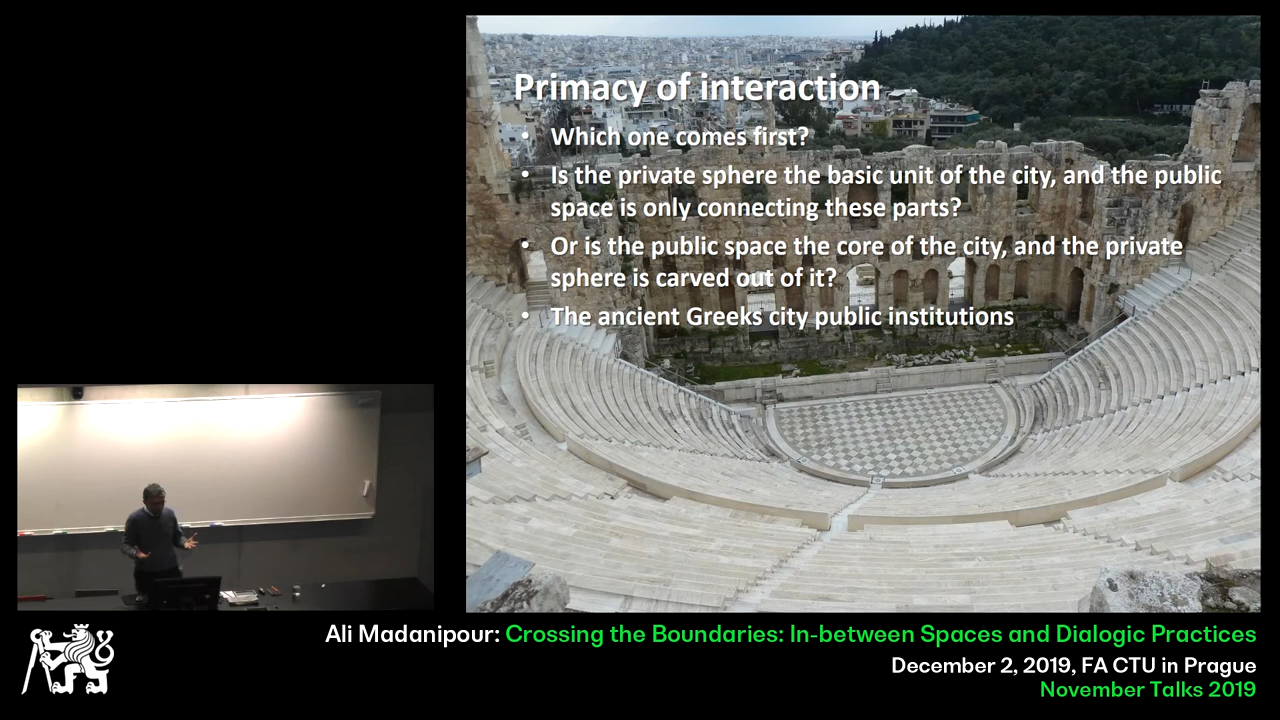 Primacy of interaction
• Which one comes first?
• Is the private sphere the basic unit of the city, and the public
space is only connecting these parts?
• Or is the public space the core of the city, and the private
sphere is carved out of it?
• The ancient Greeks city public institutions
Ali Madanipour: Crossing the Boundaries: In-between Spaces and Dialogic Practices
December 2, 2019, FA CTU in Prague
November Talks 2019